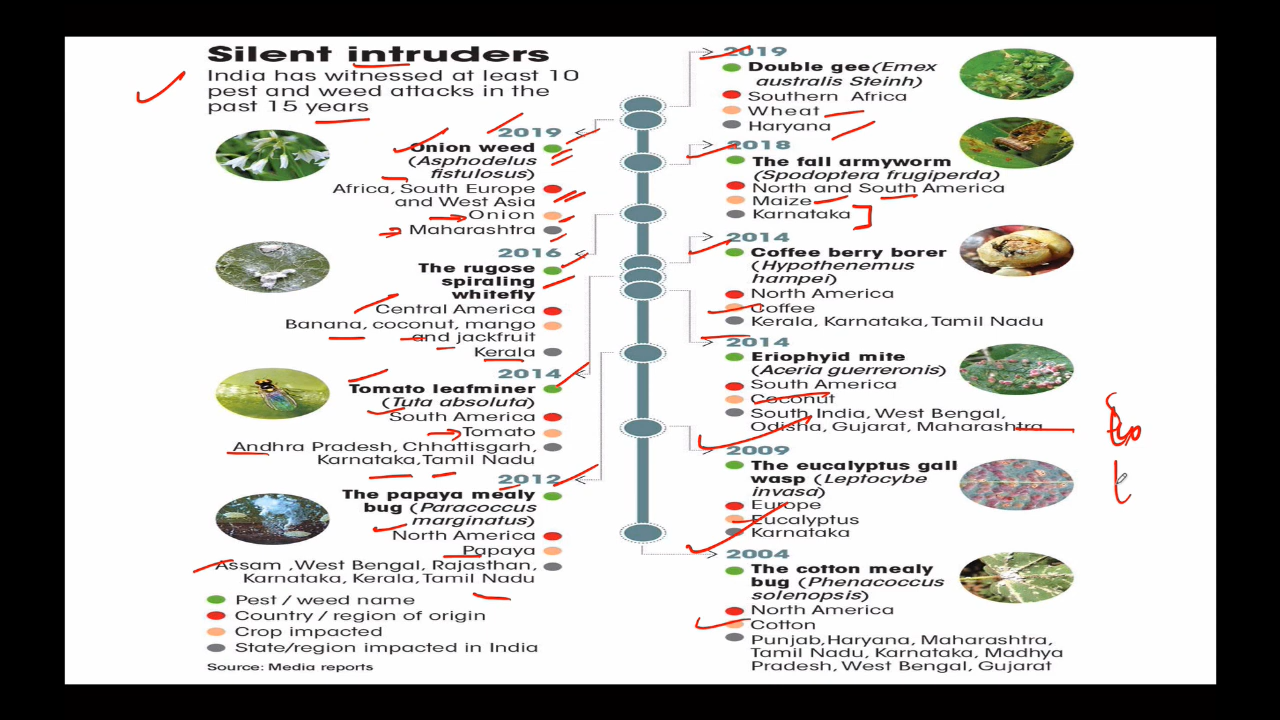 Silent intruders
India has witnessed at least 10
pest and weed attacks in the
past 15 years
2019
Onion weed
(Asphodelus
fistulosus)
Africa, South Europe
and West Asia
Onion
Maharashtra
2016
The rugose
spiraling
whitefly
Central America
Banana, coconut, mango
and jackfruit
Kerala
2014
Tomato leafminer
(Tuta absoluta)
South America
Tomato
Andhra Pradesh, Chhattisgarh,
Karnataka, Tamil Nadu
2012
The papaya mealy
bug (Paracoccus
marginatus)
North America
Papaya
Assam ,West Bengal, Rajasthan,
Karnataka, Kerala, Tamil Nadu
Pest / weed name
Country / region of origin
Crop impacted
State/region impacted in India
Source: Media reports
2019
Double gee (Emex
australis Steinh)
Southern Africa
Wheat
Haryana
2018
The fall armyworm
(Spodoptera frugiperda)
North and South America
Maize
Karnataka
2014
Coffee berry borer
(Hypothenemus
hampei)
North America
Coffee
Kerala, Karnataka, Tamil Nadu
2014
Eriophyid mite
(Aceria guerreronis)
South America
Coconut
South India, West Bengal,
Odisha, Gujarat, Maharashtra
2009
The eucalyptus gall
wasp (Leptocybe
invasa)
Europe
Eucalyptus
Karnataka
2004
The cotton mealy
bug (Phenacoccus
solenopsis)
North America
Cotton
Punjab, Haryana, Maharashtra,
Tamil Nadu, Karnataka, Madhya
Pradesh, West Bengal, Gujarat